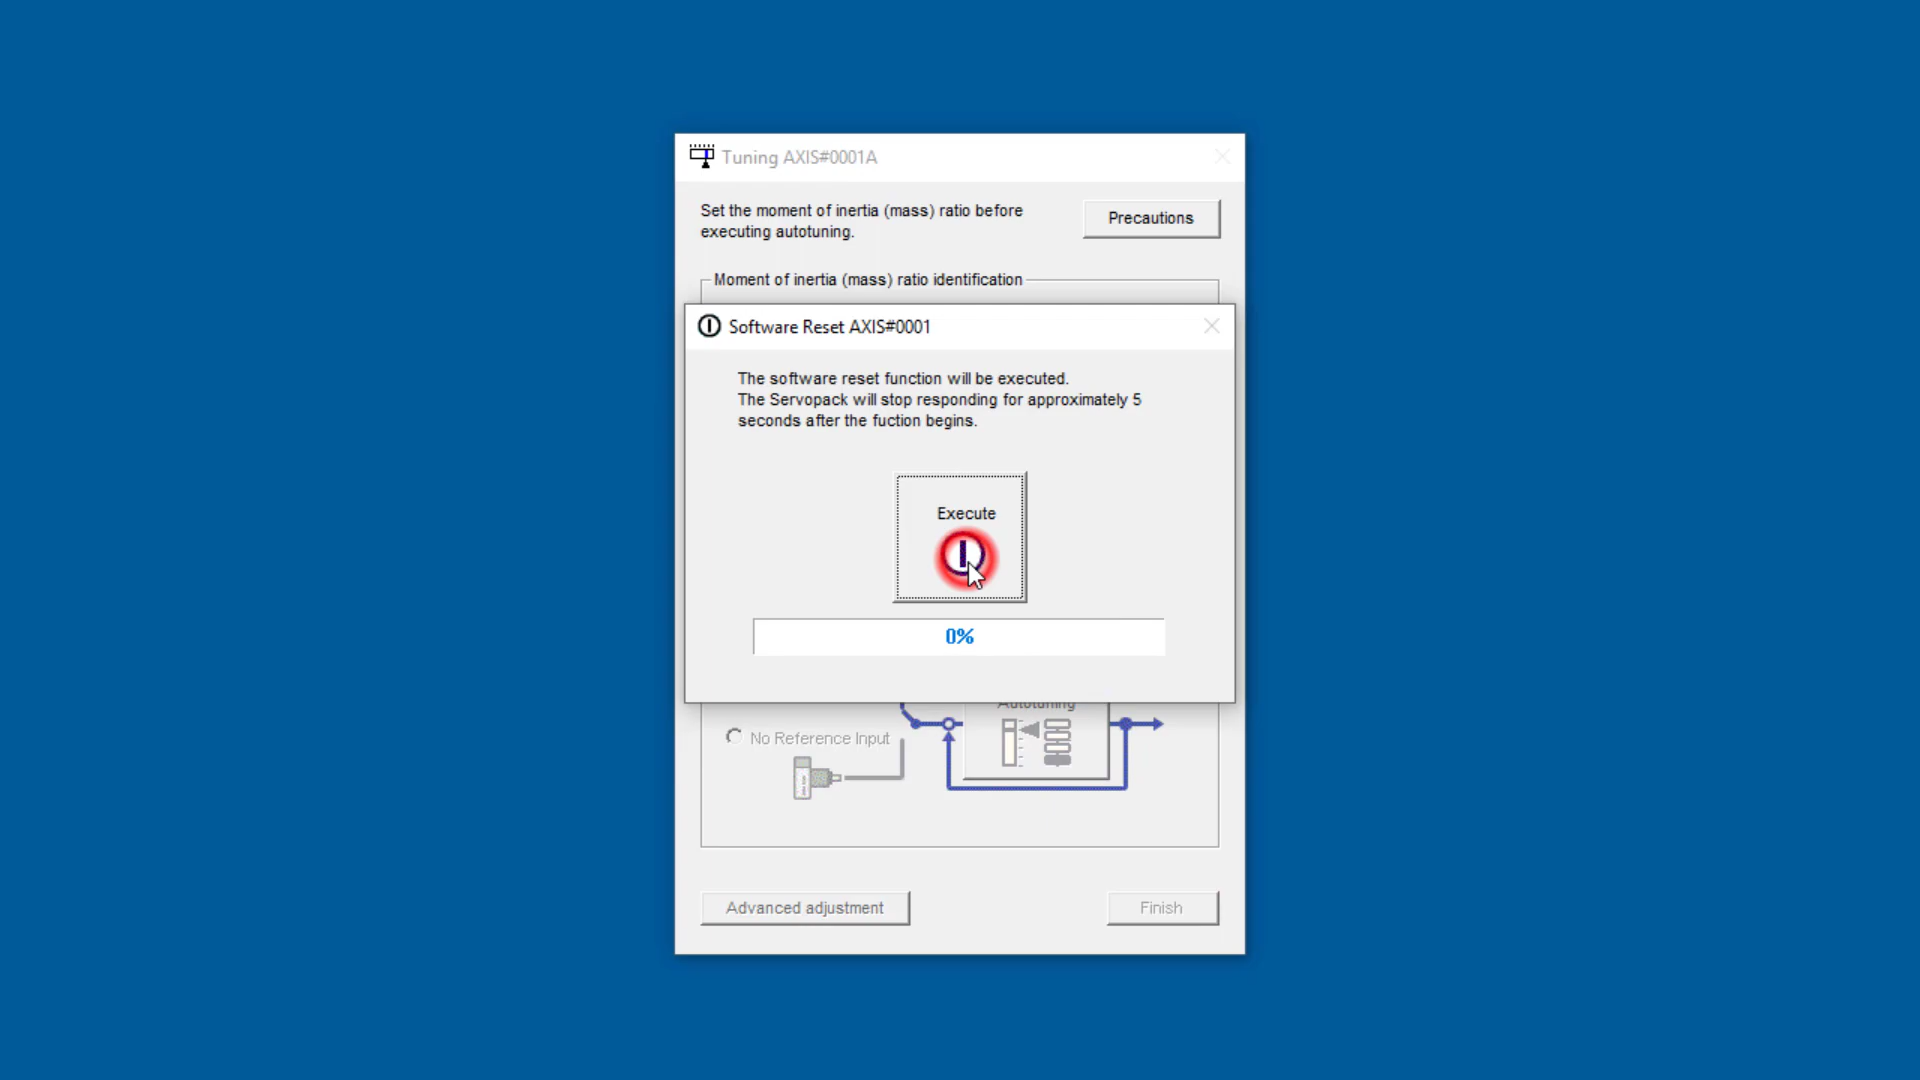 Tuning AXIS#0001A
Set the moment of inertia (mass) ratio before
executing autotuning.
Precautions
Moment of inertia (mass) ratio identification
Software Reset AXIS#0001
The software reset function will be executed.
The Servopack will stop responding for approximately 5
seconds after the fuction begins.
Execute
0%
Autotuning
No Reference Input
Advanced adjustment
Finish